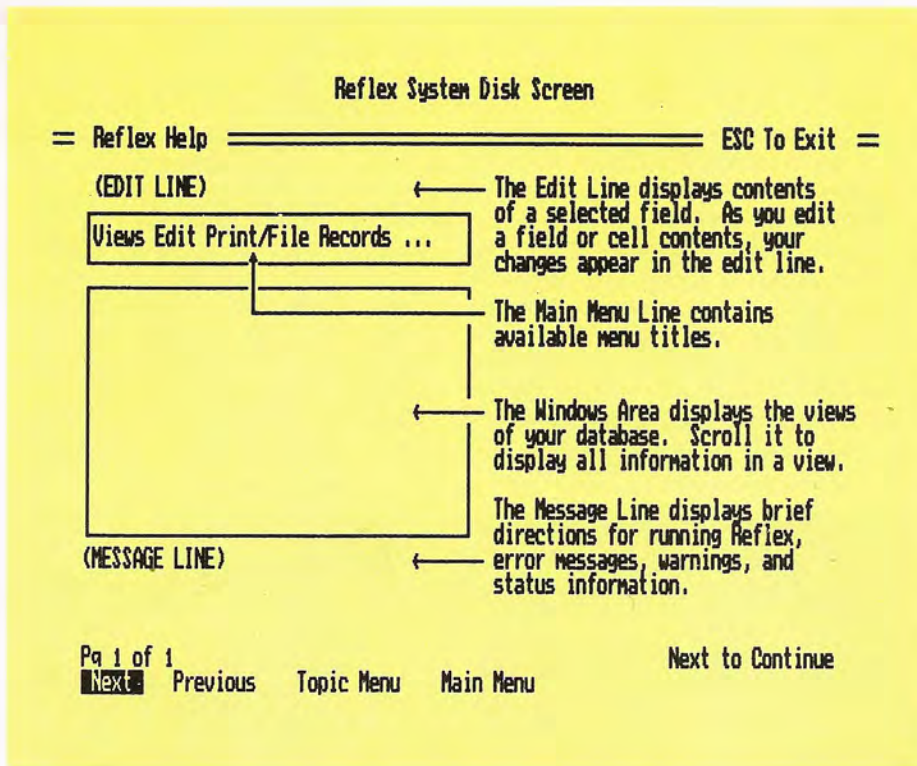 Reflex System Disk Screen
Reflex Help
ESC To Exit
(EDIT LINE)
The Edit Line displays contents
of a selected field. As you edit
a field or cell contents, your
changes appear in the edit line.
Views Edit Print/File Records ...
The Main Menu Line contains
available menu titles.
The Windows Area displays the views
of your database. Scroll it to
display all information in a view.
The Message Line displays brief
directions for running Reflex,
error messages, warnings, and
status information.
(MESSAGE LINE)
Pg 1 of 1
Next to Continue
Next Previous Topic Menu Main Menu